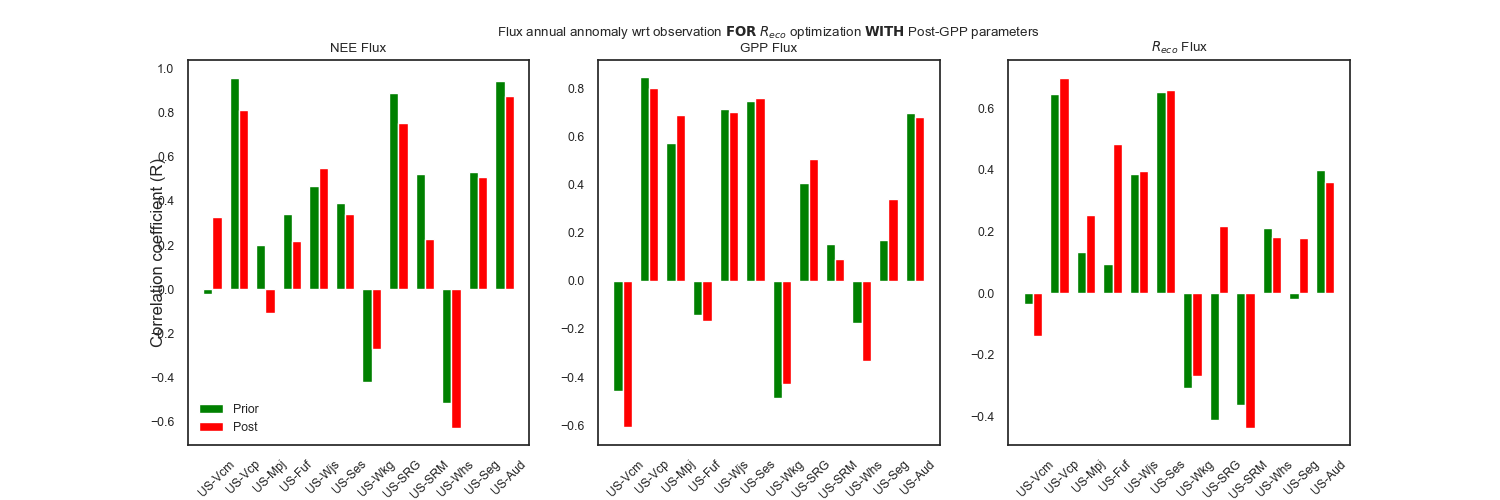 Flux annual annomaly wrt observation FOR R_eco optimization WITH Post-GPP parameters
NEE Flux
GPP Flux
R_eco Flux
Correlation coefficient (R)
1.0
0.8
0.6
0.4
0.2
0.0
−0.2
−0.4
−0.6
Prior
Post
US-Vcm
US-Vcp
US-Mpj
US-Fuf
US-Wjs
US-Ses
US-Wkg
US-SRG
US-SRM
US-Whs
US-Seg
US-Aud
0.8
0.6
0.4
0.2
0.0
−0.2
−0.4
−0.6
US-Vcm
US-Vcp
US-Mpj
US-Fuf
US-Wjs
US-Ses
US-Wkg
US-SRG
US-SRM
US-Whs
US-Seg
US-Aud
0.6
0.4
0.2
0.0
−0.2
−0.4
US-Vcm
US-Vcp
US-Mpj
US-Fuf
US-Wjs
US-Ses
US-Wkg
US-SRG
US-SRM
US-Whs
US-Seg
US-Aud